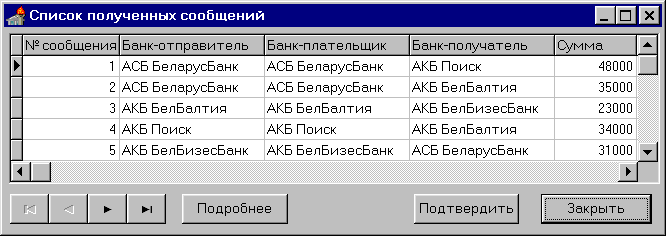 Список полученных сообщений
№ сообщения Банк-отправитель Банк-плательщик Банк-получатель Сумма
1 АСБ БеларусБанк АСБ БеларусБанк АКБ Поиск 48000
2 АСБ БеларусБанк АСБ БеларусБанк АКБ БелБалтия 35000
3 АКБ БелБалтия АКБ БелБалтия АКБ БелБизесБанк 23000
4 АКБ Поиск АКБ Поиск АКБ БелБалтия 34000
5 АКБ БелБизесБанк АКБ БелБизесБанк АСБ БеларусБанк 31000
Подробнее Подтвердить Закрыть